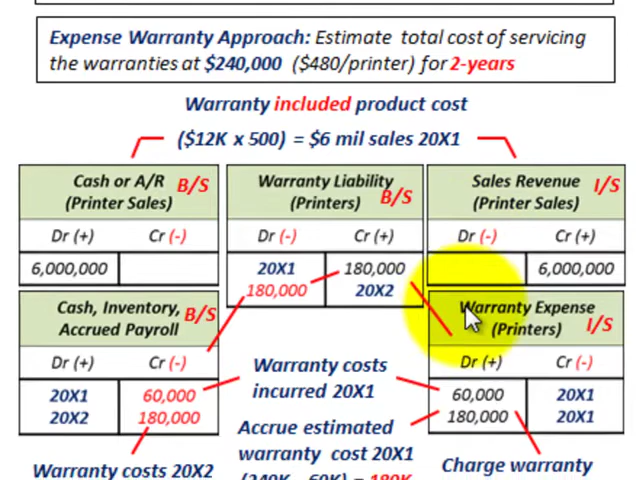 Expense Warranty Approach: Estimate total cost of servicing
the warranties at $240,000 ($480/printer) for 2-years
Warranty included product cost
($12K x 500) = $6 mil sales 20X1
Cash or A/R B/S
(Printer Sales)
Dr (+) Cr (-)
6,000,000
Warranty Liability
(Printers) B/S
Dr (-) Cr (+)
20X1 180,000
180,000 20X2
Sales Revenue I/S
(Printer Sales)
Dr (-) Cr (+)
6,000,000
Cash, Inventory, B/S
Accrued Payroll
Dr (+) Cr (-)
20X1 60,000
20X2 180,000
Warranty costs
incurred 20X1
Accrue estimated
warranty cost 20X1
(240K - 60K) = 180K
Warranty Expense
(Printers) I/S
Dr (+) Cr (-)
60,000 20X1
180,000 20X1
Warranty costs 20X2
Charge warranty